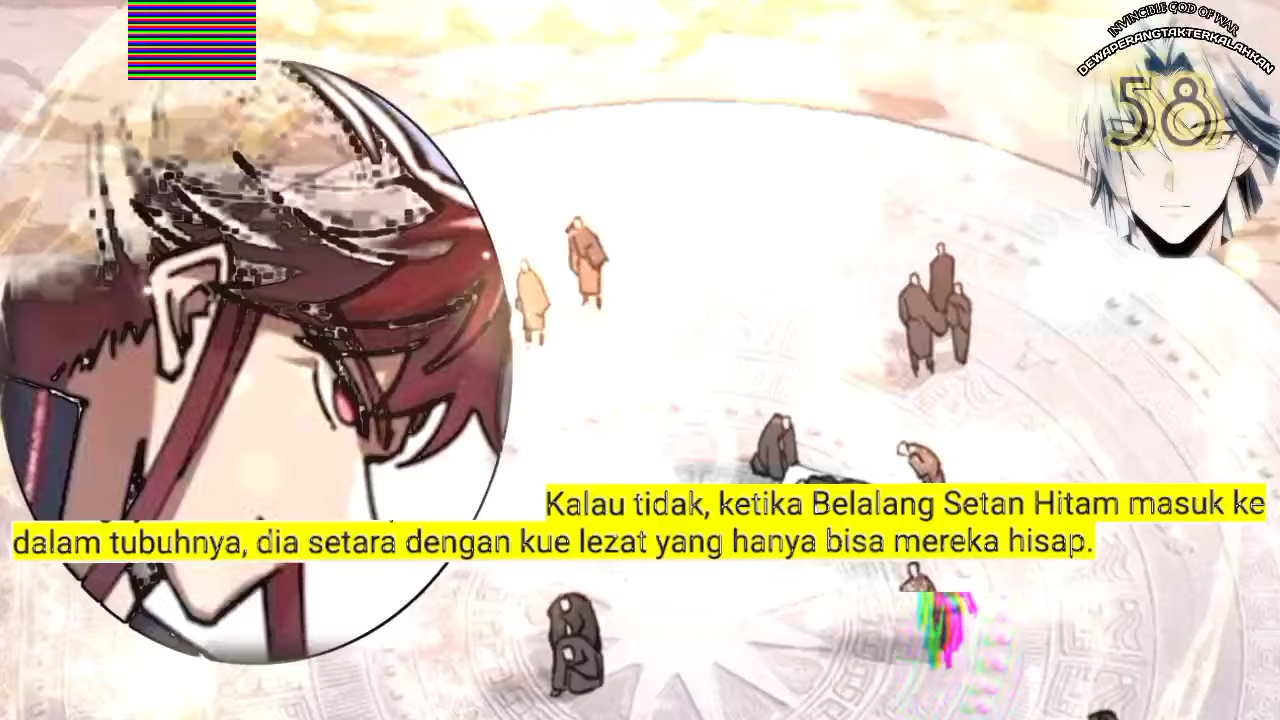 INVINCIBLE GOD OF WAR
DEWAPERANGTAKTERKALAHKAN
58
Kalau tidak, ketika Belalang Setan Hitam masuk ke
dalam tubuhnya, dia setara dengan kue lezat yang hanya bisa mereka hisap.